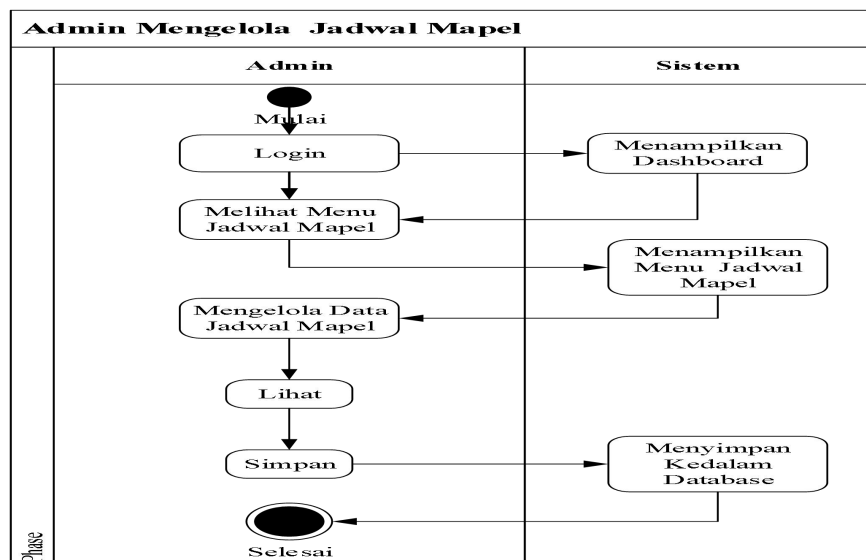 Admin Mengelola Jadwal Mapel
Admin
Sistem
Mulai
Login
Menampilkan
Dashboard
Melihat Menu
Jadwal Mapel
Menampilkan
Menu Jadwal
Mapel
Mengelola Data
Jadwal Mapel
Lihat
Simpan
Menyimpan
Kedalam
Database
Selesai
Phase